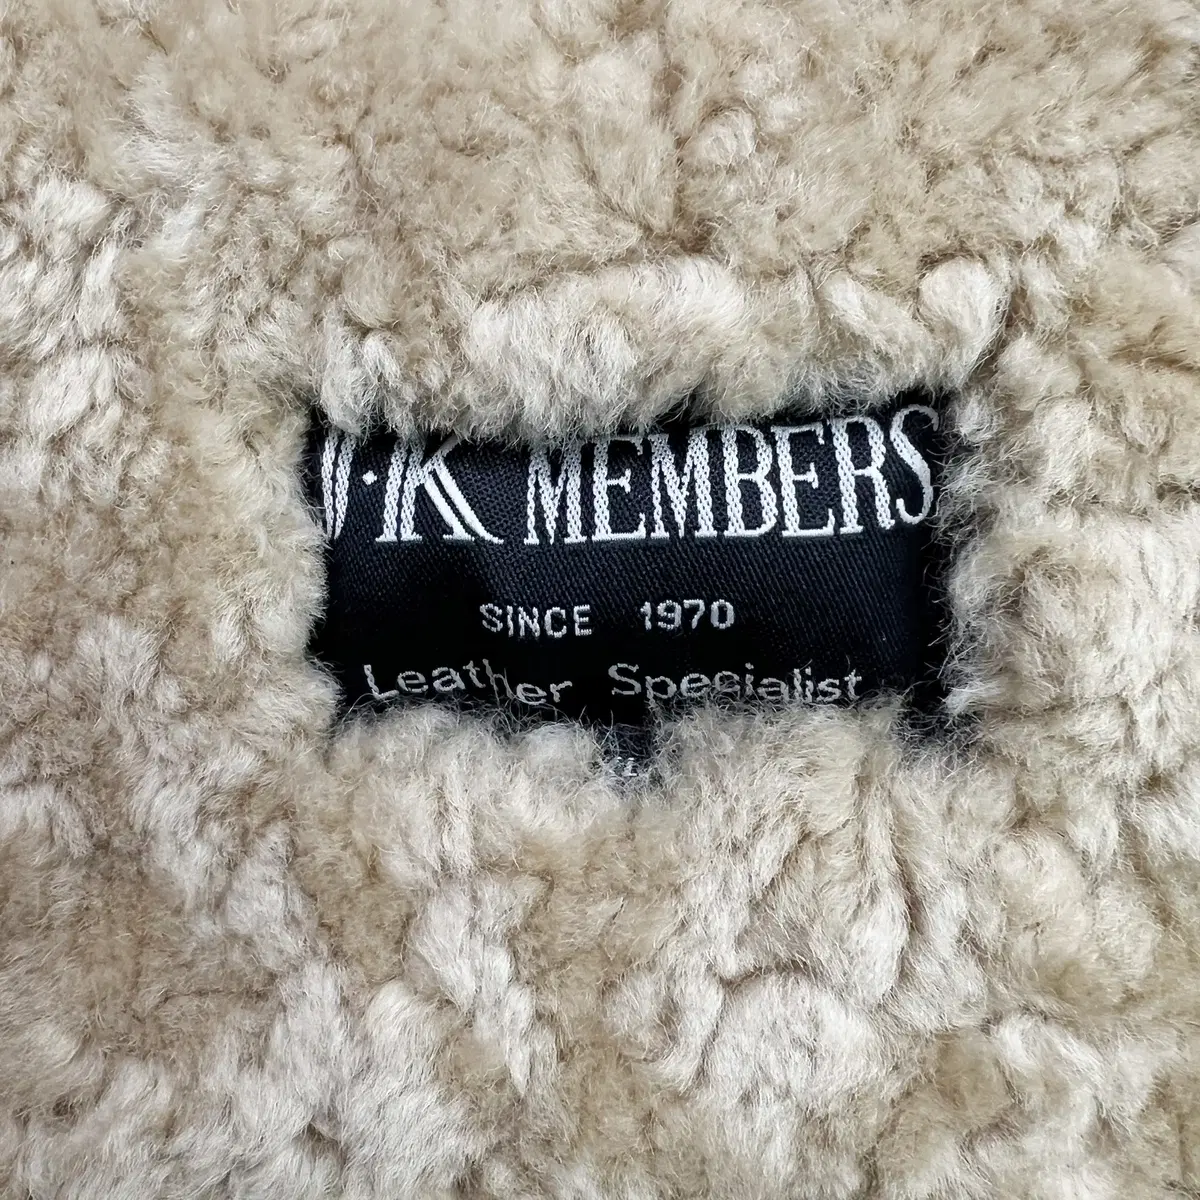 V·K MEMBERS
SINCE 1970
Leather Specialist